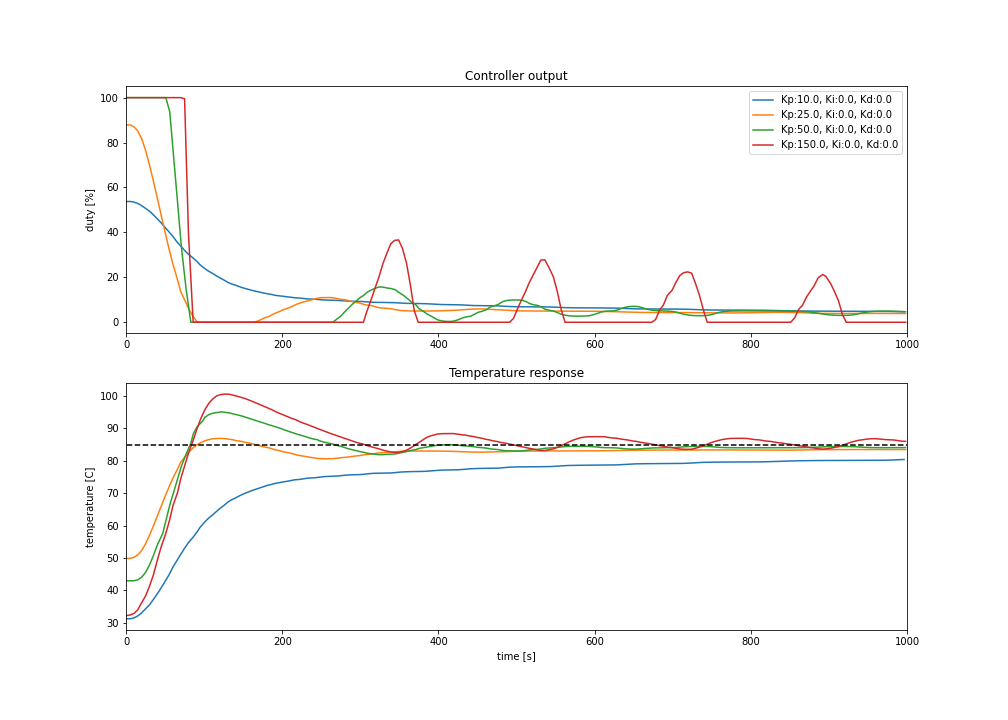 Controller output
100
80
60
40
20
0
duty [%]
Kp:10.0, Ki:0.0, Kd:0.0
Kp:25.0, Ki:0.0, Kd:0.0
Kp:50.0, Ki:0.0, Kd:0.0
Kp:150.0, Ki:0.0, Kd:0.0
0 200 400 600 800 1000
Temperature response
100
90
80
70
60
50
40
30
temperature [C]
0 200 400 600 800 1000
time [s]